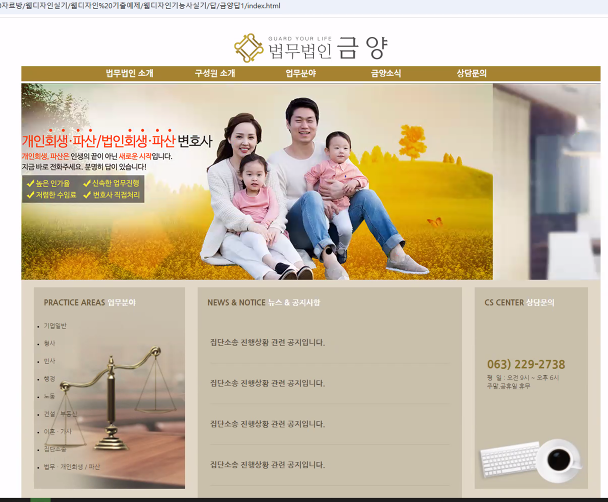 자료방/웹디자인실기/웹디자인%20기출예제/웹디자인기능사실기/답/금양답1/index.html
GUARD YOUR LIFE
법무법인 금양
법무법인 소개 구성원 소개 업무분야 금양소식 상담문의
개인회생·파산/법인회생·파산 변호사
개인회생, 파산은 인생의 끝이 아닌 새로운 시작입니다.
지금 바로 전화주세요. 분명히 답이 있습니다!
높은 인가율 신속한 업무진행
저렴한 수임료 변호사 직접처리
PRACTICE AREAS 업무분야
기업일반
형사
민사
행정
노동
건설 · 부동산
이혼 · 가사
집단소송
법무 · 개인회생 / 파산
NEWS & NOTICE 뉴스 & 공지사항
집단소송 진행상황 관련 공지입니다.
집단소송 진행상황 관련 공지입니다.
집단소송 진행상황 관련 공지입니다.
집단소송 진행상황 관련 공지입니다.
CS CENTER 상담문의
063) 229-2738
평 일 : 오전 9시 ~ 오후 6시
주말,공휴일 휴무